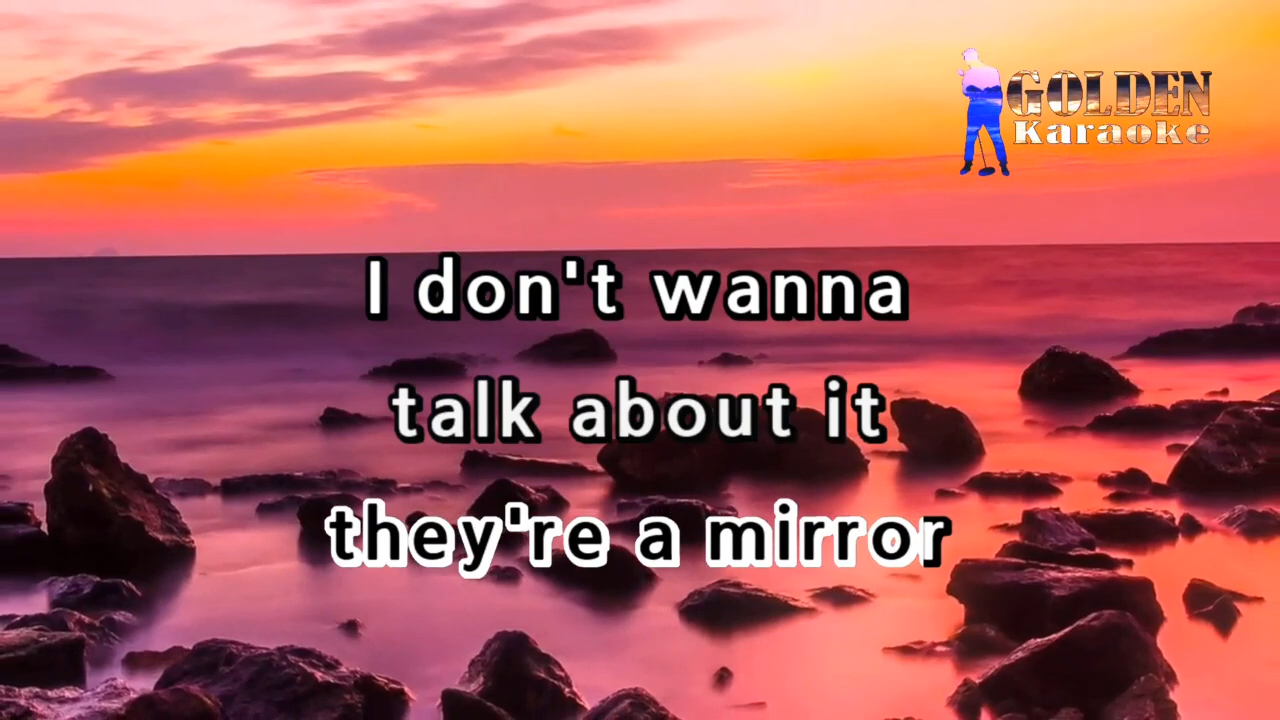 GOLDEN
Karaoke
I don't wanna
talk about it
they're a mirror